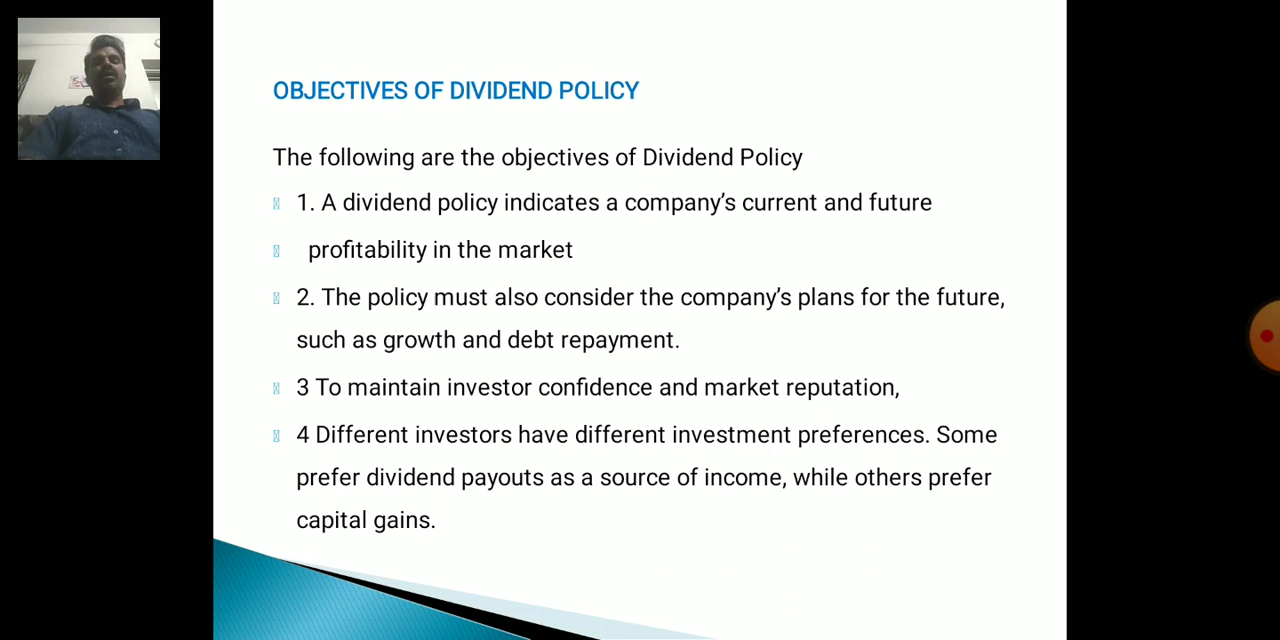 OBJECTIVES OF DIVIDEND POLICY
The following are the objectives of Dividend Policy
1. A dividend policy indicates a company’s current and future
profitability in the market
2. The policy must also consider the company’s plans for the future,
such as growth and debt repayment.
3 To maintain investor confidence and market reputation,
4 Different investors have different investment preferences. Some
prefer dividend payouts as a source of income, while others prefer
capital gains.